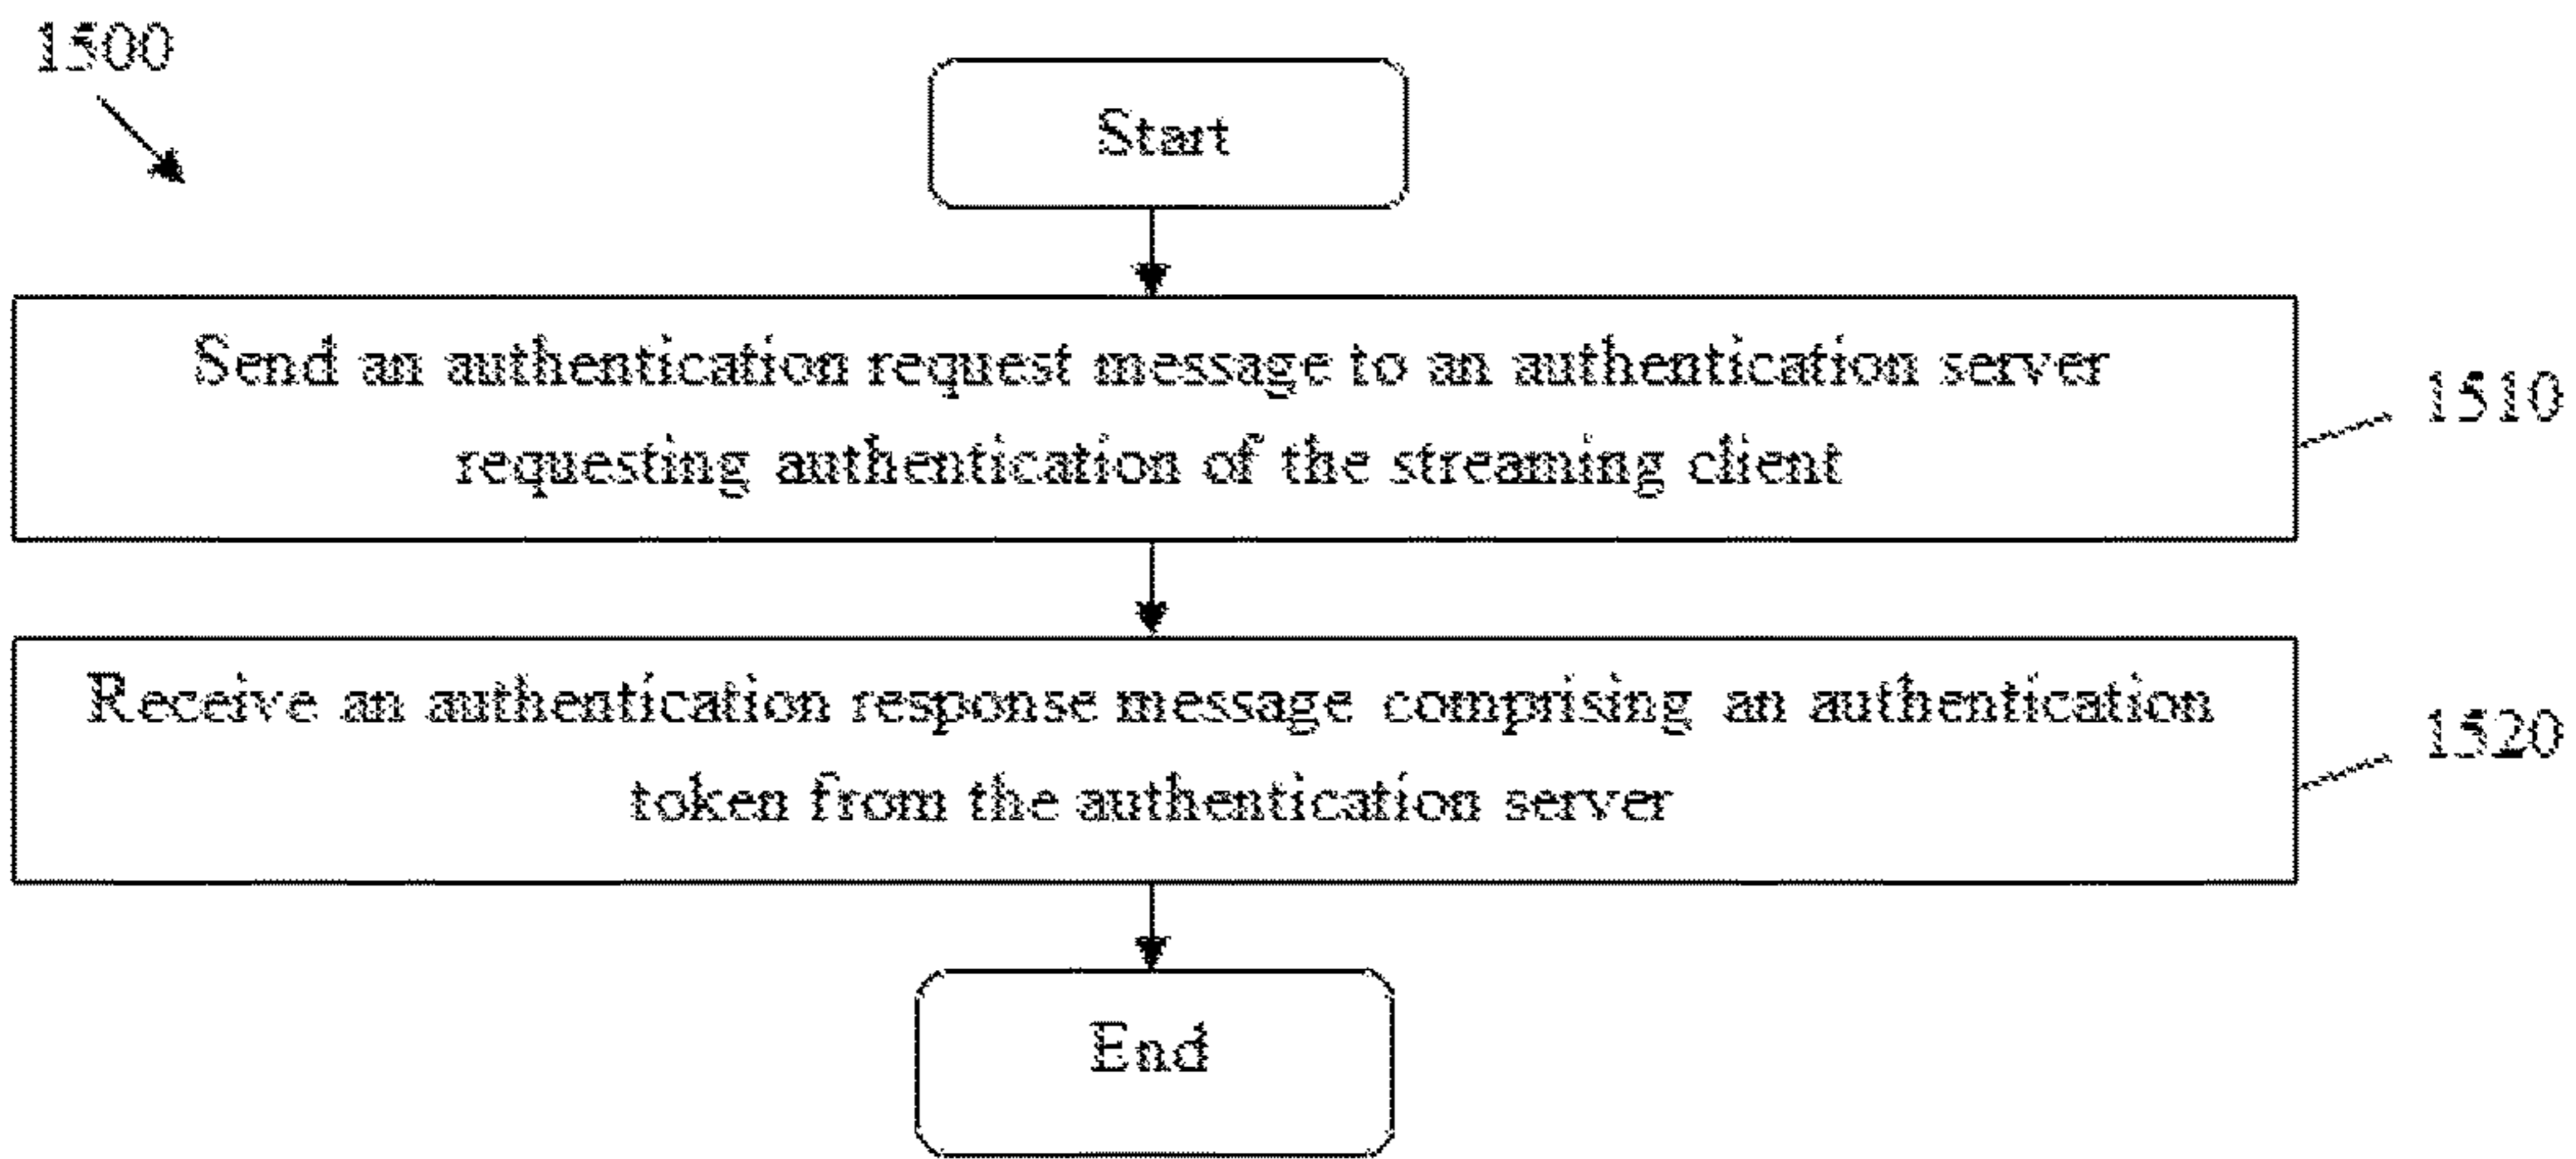 1500
Start
Send an authentication request message to an authentication server
requesting authentication of the streaming client
1510
Receive an authentication response message comprising an authentication
token from the authentication server
1520
End